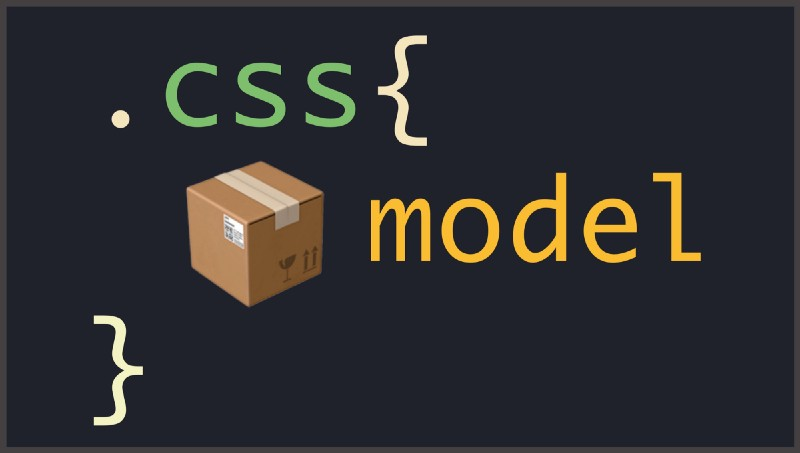 .css{
model
}